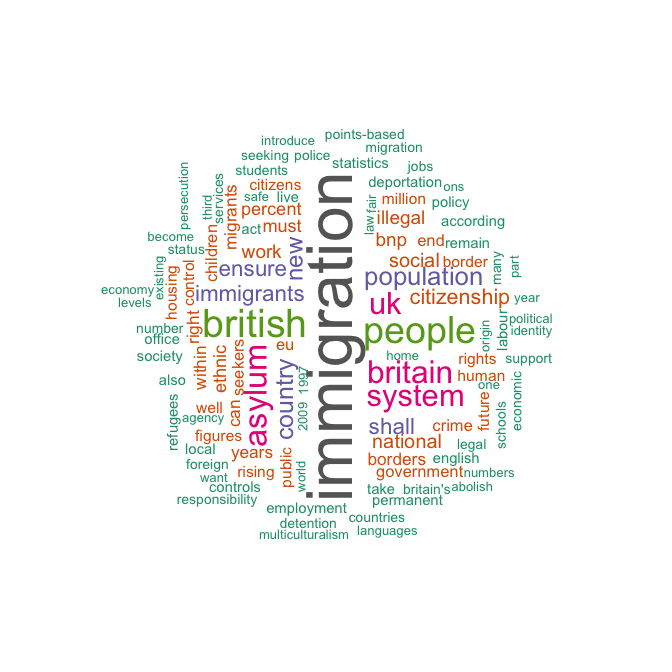 introduce
points-based
migration
seeking
police
statistics
jobs
students
deportation
ons
persecution
third
services
migrants
citizens
safe
live
law
fair
million
policy
percent
illegal
according
act
must
become
status
children
work
new
bnp
end
remain
existing
control
ensure
social
border
many
part
population
economy
levels
housing
right
immigrants
immigration
uk
citizenship
year
british
people
labour
political
number
origin
identity
office
eu
society
home
within
ethnic
seekers
asylum
country
1997
britain
rights
support
also
human
one
system
economic
refugees
well
agency
can
2009
shall
crime
future
schools
figures
national
legal
local
years
public
borders
english
foreign
rising
world
government
numbers
want
controls
take
britain's
abolish
responsibility
permanent
employment
countries
detention
languages
multiculturalism